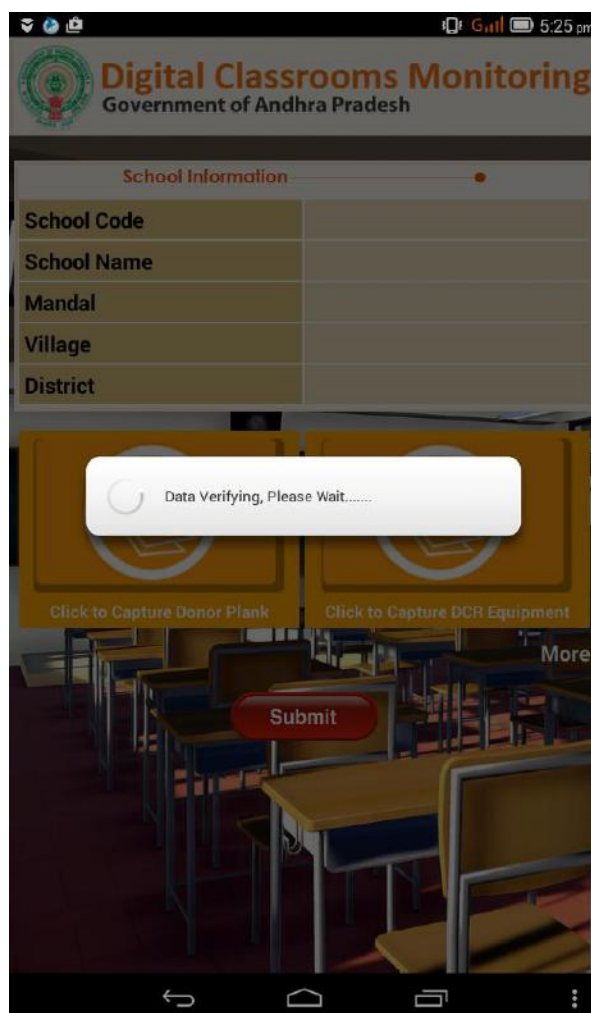 G 5:25 pm
Digital Classrooms Monitoring
Government of Andhra Pradesh
School Information
School Code
School Name
Mandal
Village
District
Data Verifying, Please Wait.......
Click to Capture Donor Plank
Click to Capture DCR Equipment
More
Submit